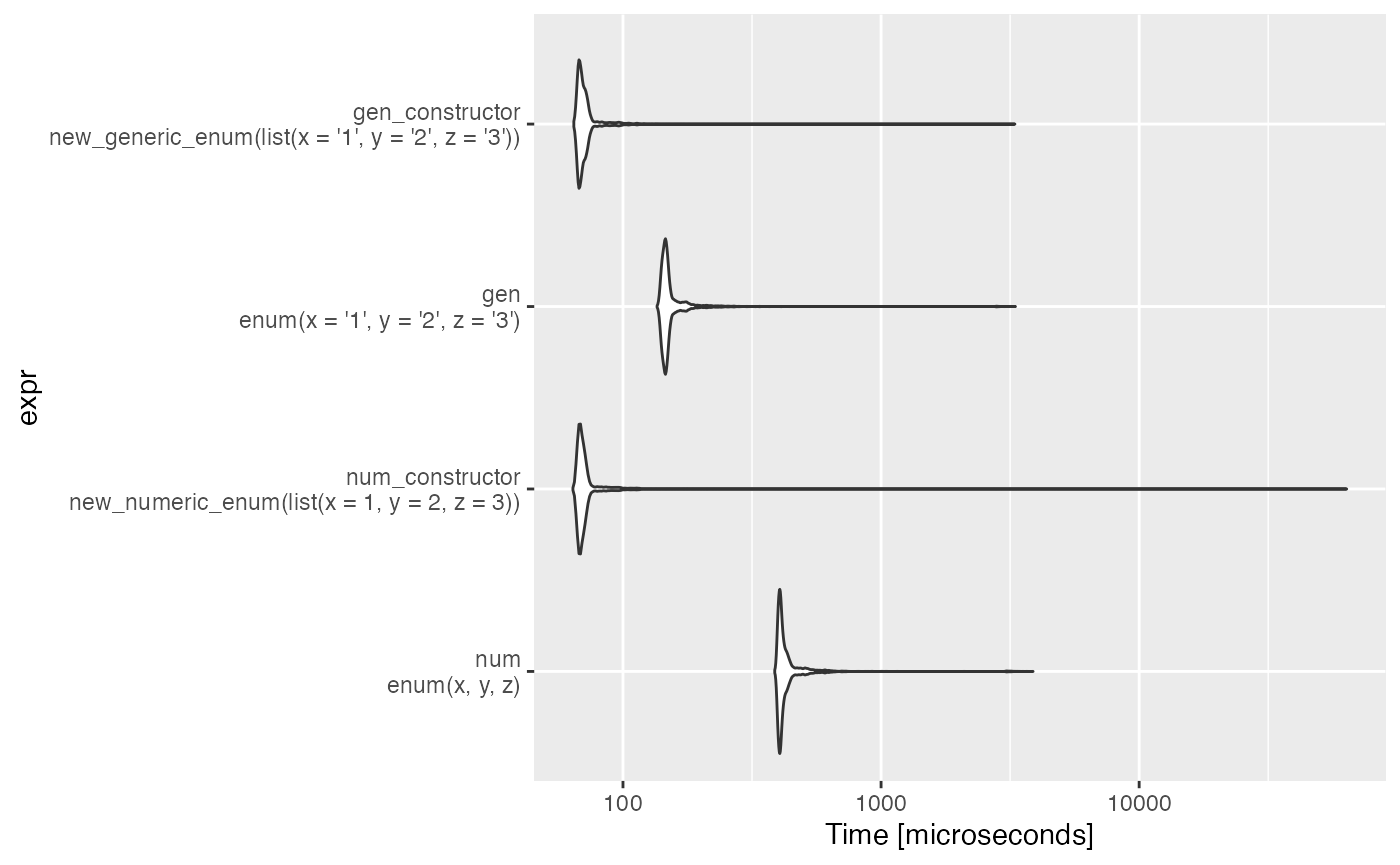 gen_constructor
new_generic_enum(list(x = '1', y = '2', z = '3'))
gen
enum(x = '1', y = '2', z = '3')
expr
num_constructor
new_numeric_enum(list(x = 1, y = 2, z = 3))
num
enum(x, y, z)
100
1000
10000
Time [microseconds]